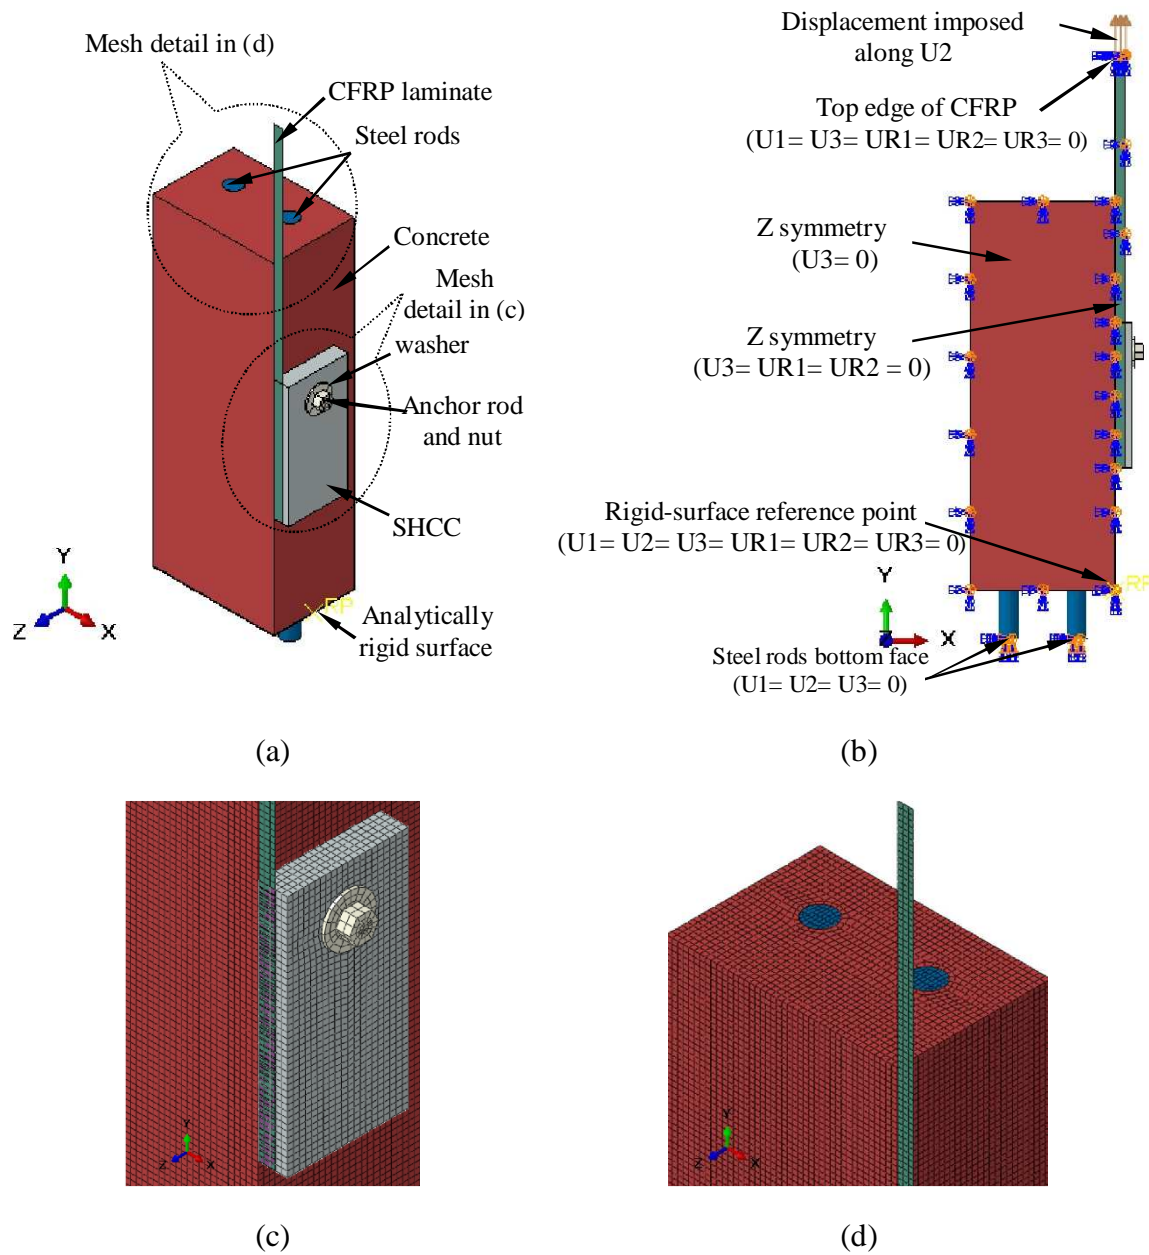 Mesh detail in (d)
CFRP laminate
Steel rods
Concrete
Mesh
detail in (c)
washer
Anchor rod
and nut
SHCC
Analytically
rigid surface
RP
Y
Z
X
(a)
Displacement imposed
along U2
Top edge of CFRP
(U1= U3= UR1= UR2= UR3= 0)
Z symmetry
(U3= 0)
Z symmetry
(U3= UR1= UR2 = 0)
Rigid-surface reference point
(U1= U2= U3= UR1= UR2= UR3= 0)
RP
Y
X
Steel rods bottom face
(U1= U2= U3= 0)
(b)
Y
Z
X
(c)
Y
Z
X
(d)